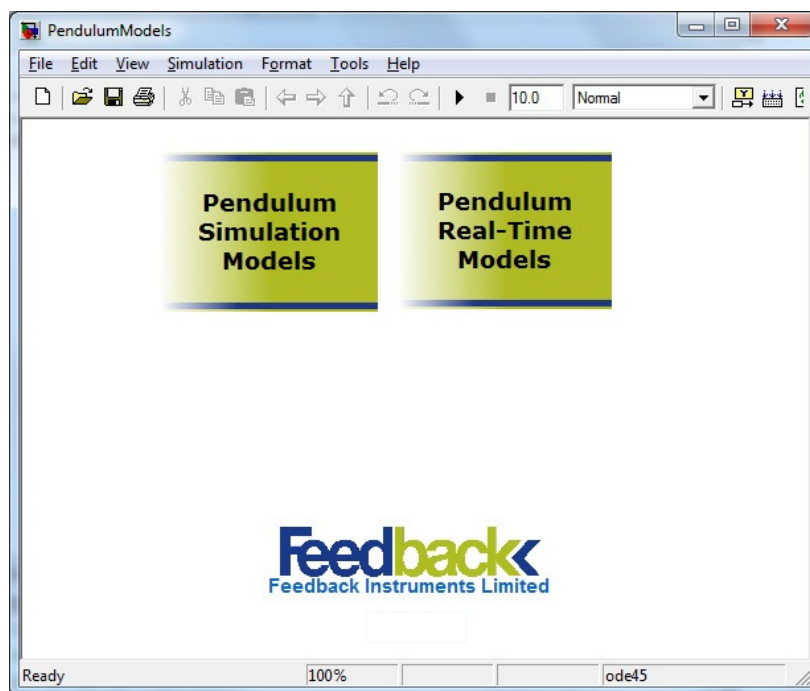 PendulumModels
File Edit View Simulation Format Tools Help
10.0 Normal
Pendulum
Simulation
Models
Pendulum
Real-Time
Models
Feedback
Feedback Instruments Limited
Ready 100% ode45